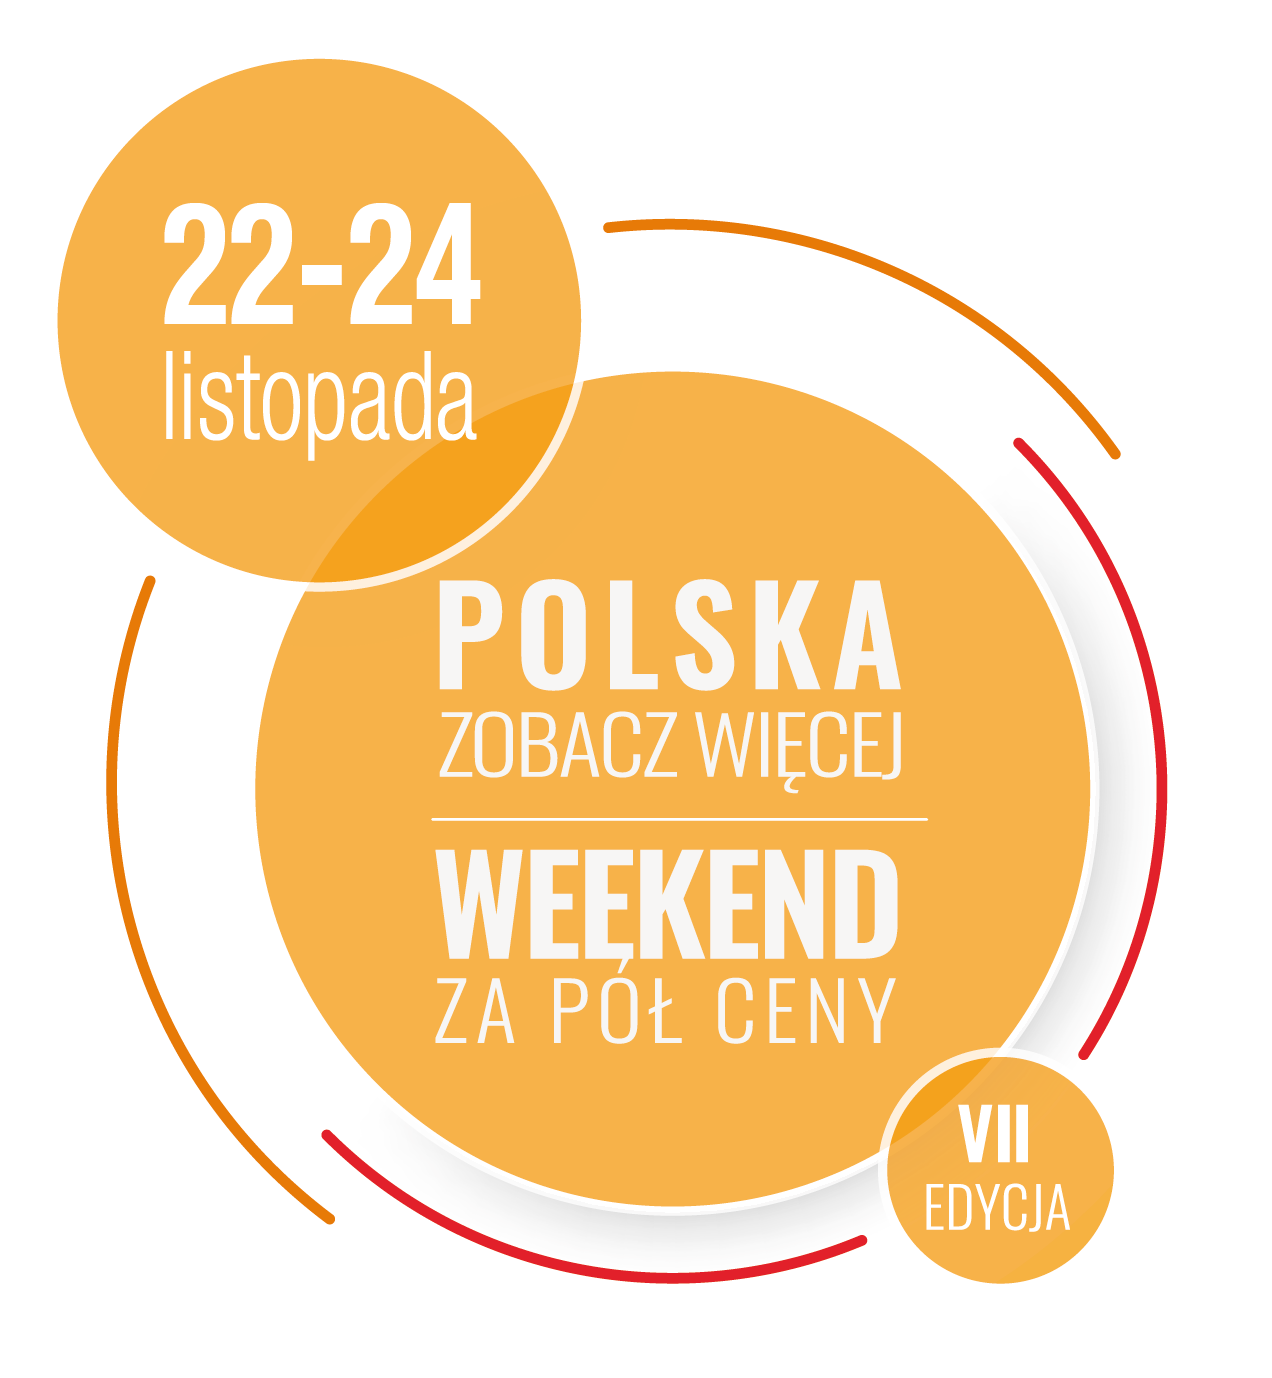 22-24
listopada
POLSKA
ZOBACZ WIĘCEJ
WEEKEND
ZA PÓŁ CENY
VII
EDYCJA